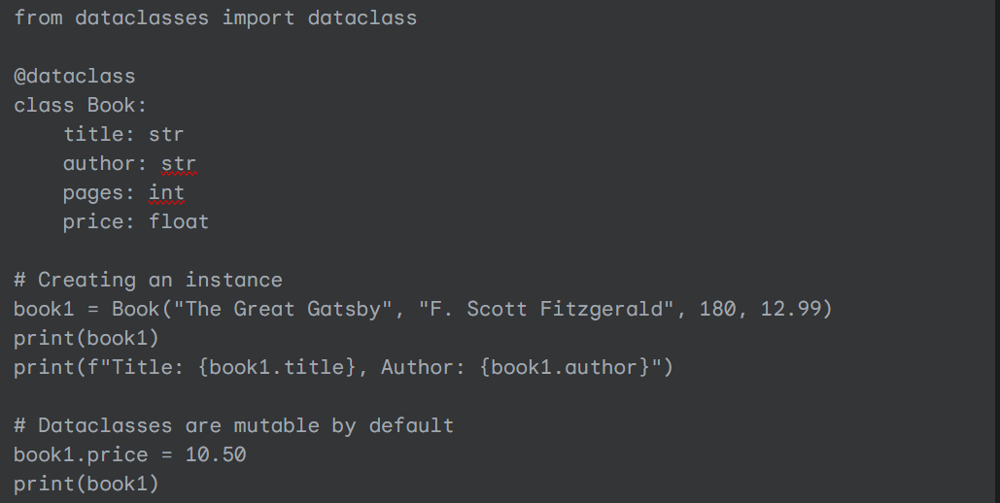 from dataclasses import dataclass

@dataclass
class Book:
    title: str
    author: str
    pages: int
    price: float

# Creating an instance
book1 = Book("The Great Gatsby", "F. Scott Fitzgerald", 180, 12.99)
print(book1)
print(f"Title: {book1.title}, Author: {book1.author}")

# Dataclasses are mutable by default
book1.price = 10.50
print(book1)